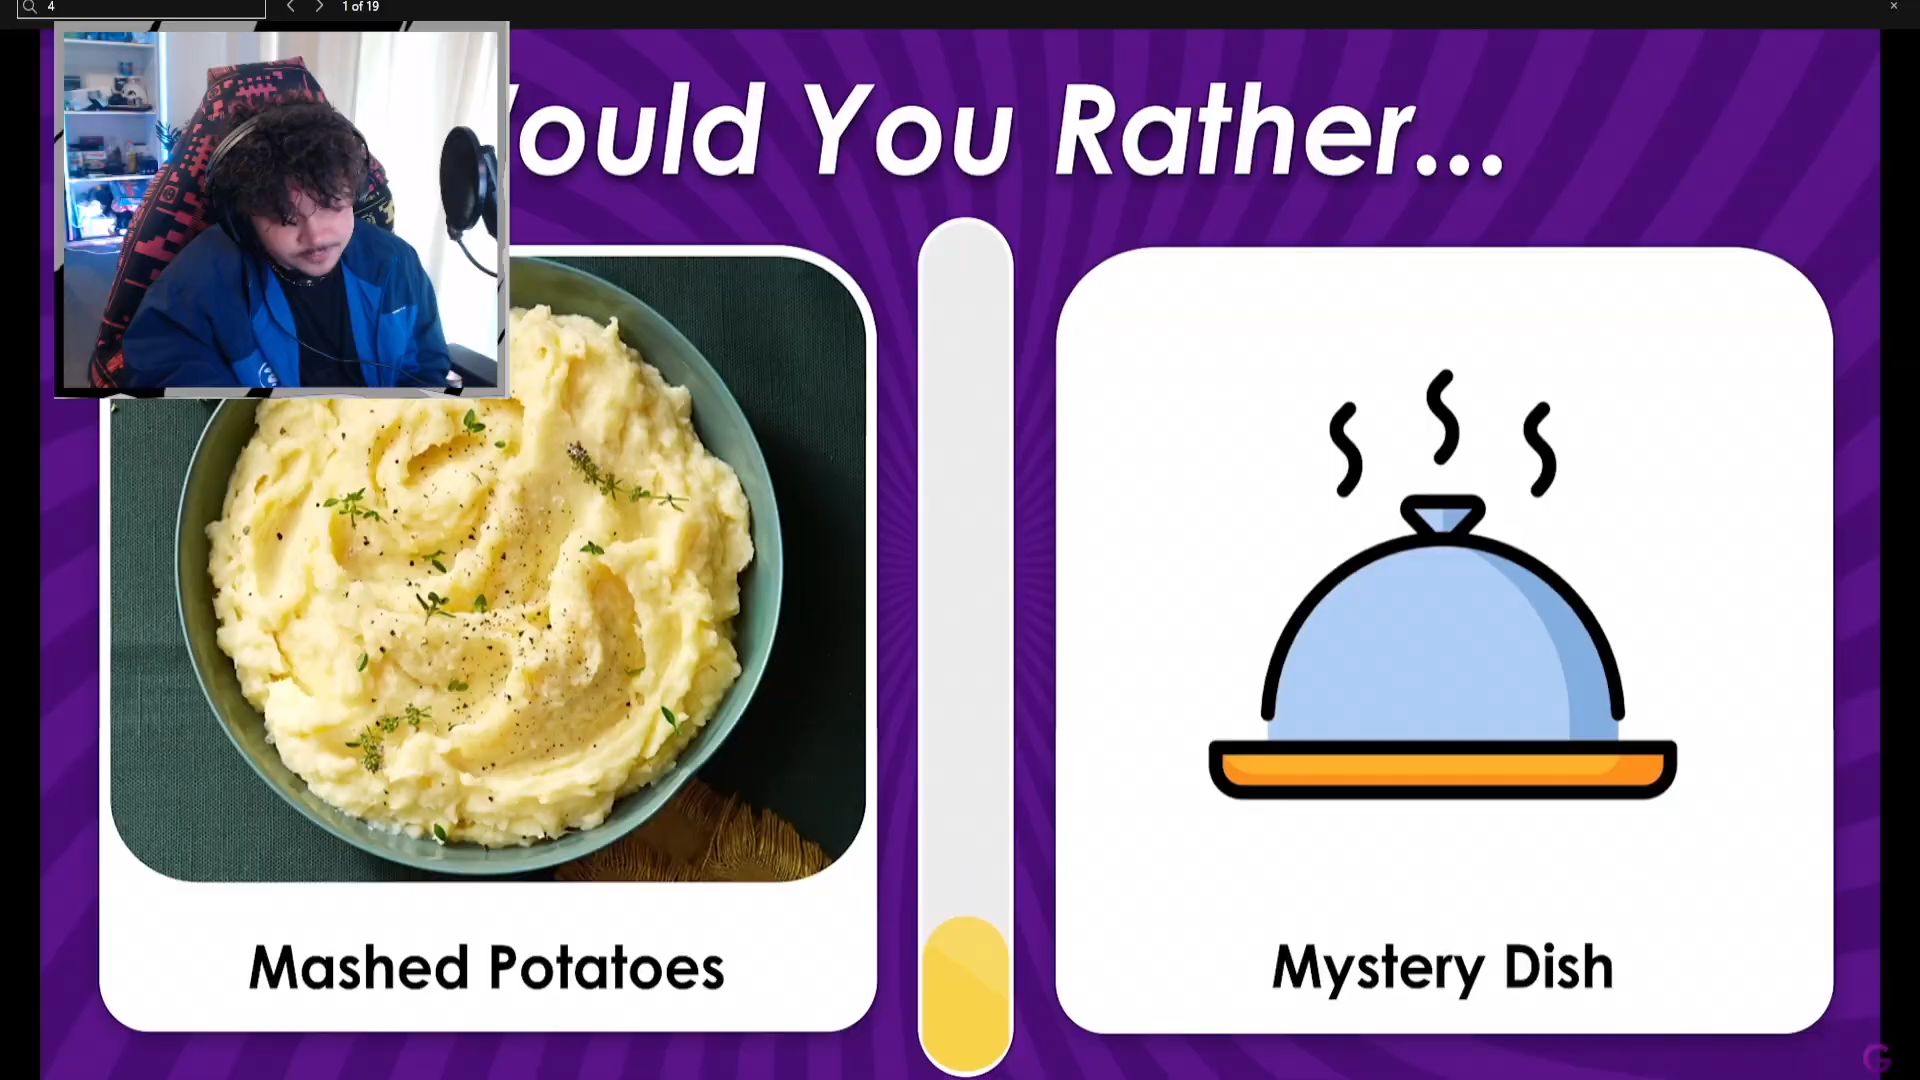 4
1 of 19
ould You Rather...
Mashed Potatoes
Mystery Dish
G